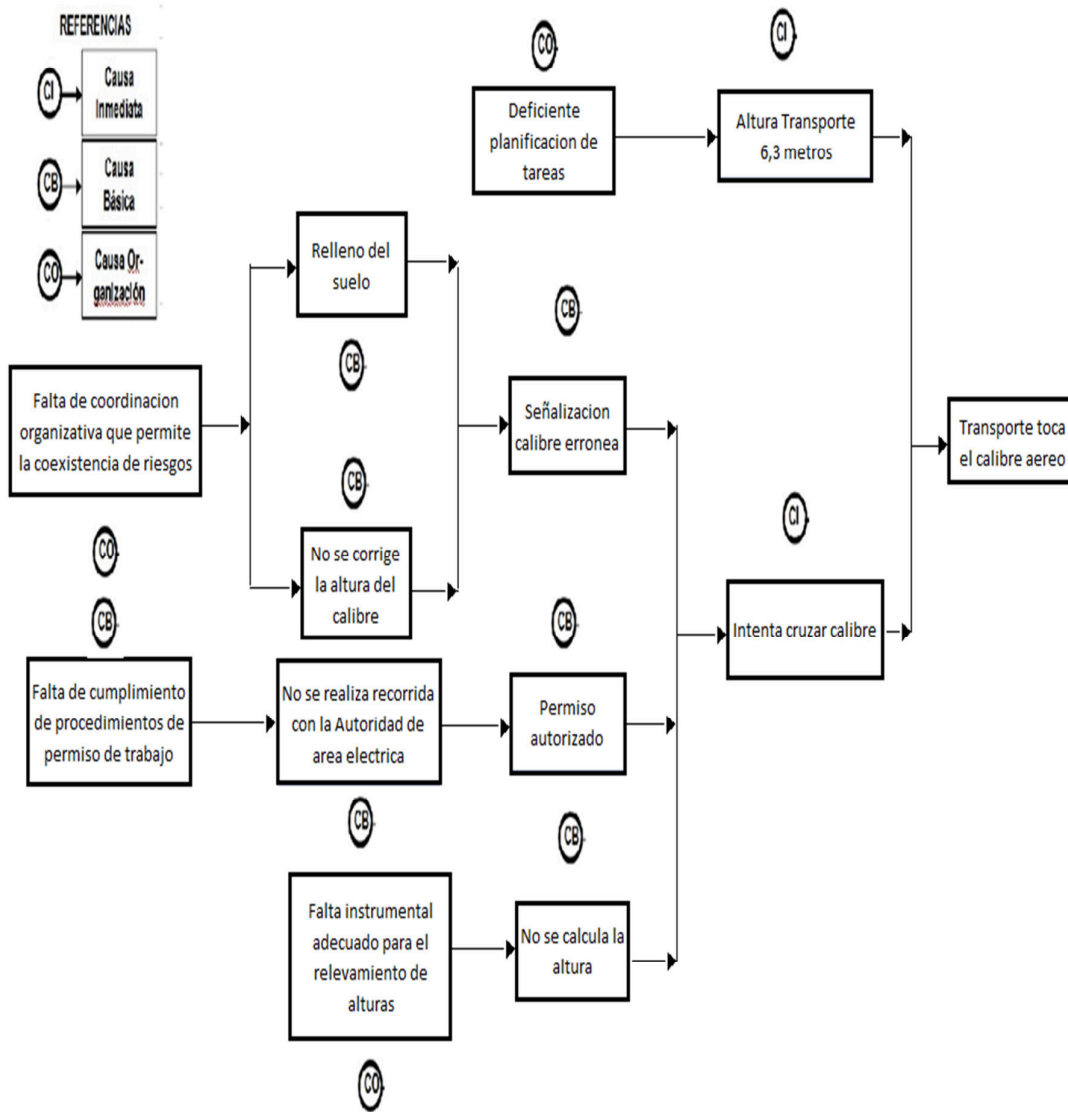 REFERENCIAS
CI
Causa
Inmediata
CB
Causa
Básica
CO
Causa Or-
ganización
CO
Deficiente
planificacion de
tareas
CI
Altura Transporte
6,3 metros
Relleno del
suelo
CB
CB
Señalizacion
calibre erronea
Falta de coordinacion
organizativa que permite
la coexistencia de riesgos
CO
CB
No se corrige
la altura del
calibre
Transporte toca
el calibre aereo
CI
Intenta cruzar calibre
CB
Falta de cumplimiento
de procedimientos de
permiso de trabajo
No se realiza recorrida
con la Autoridad de
area electrica
CB
CB
Permiso
autorizado
Falta instrumental
adecuado para el
relevamiento de
alturas
CO
CB
No se calcula la
altura